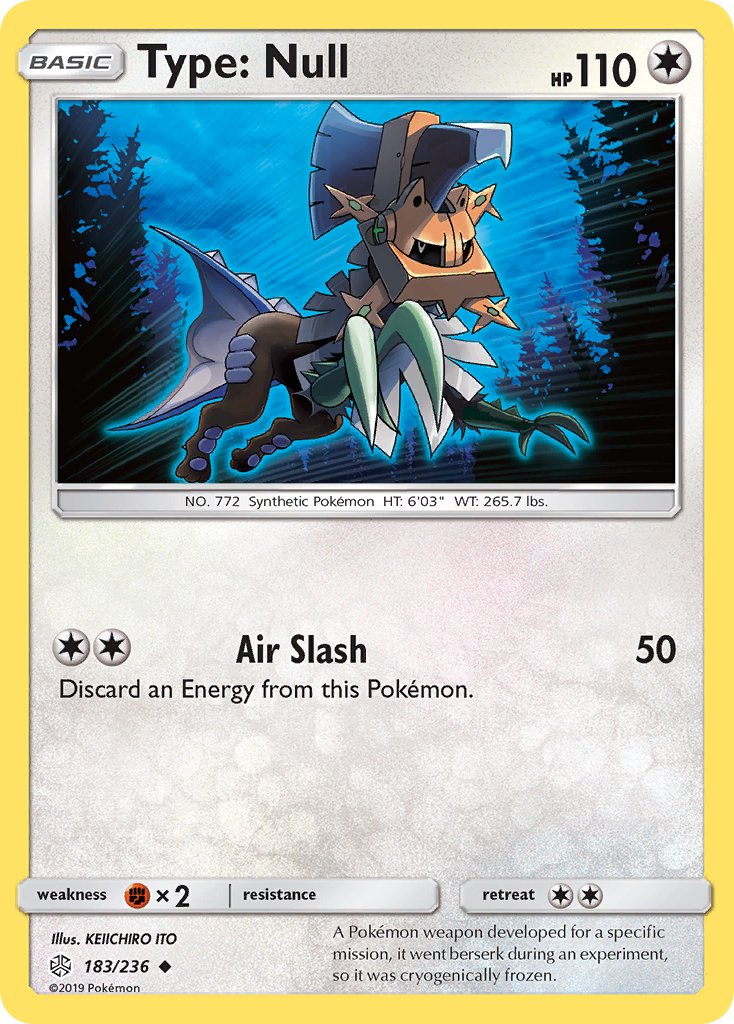 BASIC Type: Null HP 110
NO. 772 Synthetic Pokémon HT: 6'03" WT: 265.7 lbs.
Air Slash 50
Discard an Energy from this Pokémon.
weakness × 2 resistance retreat
Illus. KEIICHIRO ITO
183/236
©2019 Pokémon
A Pokémon weapon developed for a specific
mission, it went berserk during an experiment,
so it was cryogenically frozen.